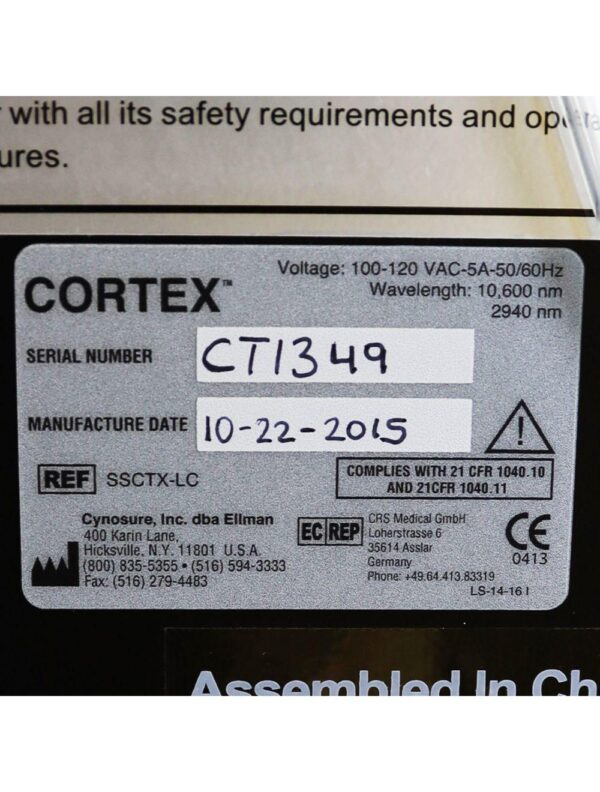 with all its safety requirements and
ures.
CORTEX™
Voltage: 100-120 VAC-5A-50/60Hz
Wavelength: 10,600 nm
2940 nm
SERIAL NUMBER CT1349
MANUFACTURE DATE 10-22-2015
REF SSCTX-LC
COMPLIES WITH 21 CFR 1040.10
AND 21CFR 1040.11
Cynosure, Inc. dba Ellman
400 Karin Lane,
Hicksville, N.Y. 11801 U.S.A.
(800) 835-5355 • (516) 594-3333
Fax: (516) 279-4483
EC REP
CRS Medical GmbH
Loherstrasse 6
35614 Asslar
Germany
Phone: +49.64.413.83319
CE
0413
LS-14-16 I
Assembled In Ch